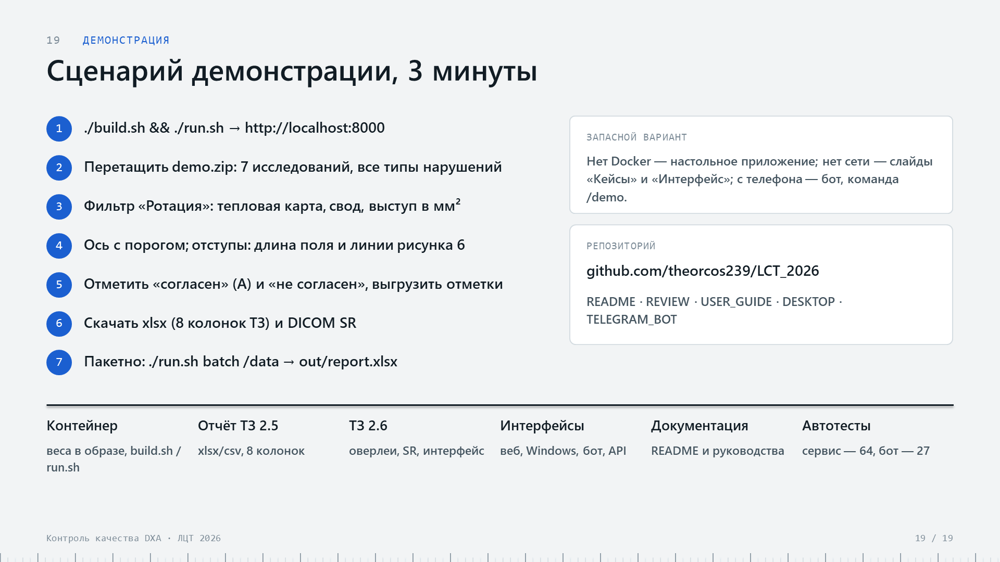 19 ДЕМОНСТРАЦИЯ
Сценарий демонстрации, 3 минуты
1 ./build.sh && ./run.sh → http://localhost:8000
2 Перетащить demo.zip: 7 исследований, все типы нарушений
3 Фильтр «Ротация»: тепловая карта, свод, выступ в мм²
4 Ось с порогом; отступы: длина поля и линии рисунка 6
5 Отметить «согласен» (А) и «не согласен», выгрузить отметки
6 Скачать xlsx (8 колонок ТЗ) и DICOM SR
7 Пакетно: ./run.sh batch /data → out/report.xlsx
ЗАПАСНОЙ ВАРИАНТ
Нет Docker — настольное приложение; нет сети — слайды
«Кейсы» и «Интерфейс»; с телефона — бот, команда
/demo.
РЕПОЗИТОРИЙ
github.com/theorcos239/LCT_2026
README · REVIEW · USER_GUIDE · DESKTOP ·
TELEGRAM_BOT
Контейнер
веса в образе, build.sh /
run.sh
Отчёт ТЗ 2.5
xlsx/csv, 8 колонок
ТЗ 2.6
оверлеи, SR, интерфейс
Интерфейсы
веб, Windows, бот, API
Документация
README и руководства
Автотесты
сервис — 64, бот — 27
Контроль качества DXA · ЛЦТ 2026
19 / 19